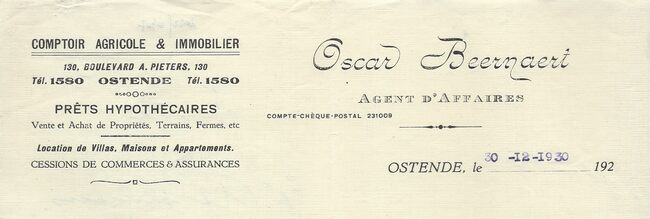 COMPTOIR AGRICOLE & IMMOBILIER
130, BOULEVARD A. PIETERS, 130
Tél. 1580 OSTENDE Tél. 1580
PRÊTS HYPOTHÉCAIRES
Vente et Achat de Propriétés, Terrains, Fermes, etc
Location de Villas, Maisons et Appartements.
CESSIONS DE COMMERCES & ASSURANCES
Oscar Beernaert
AGENT D'AFFAIRES
COMPTE-CHÈQUE-POSTAL 231009
OSTENDE, le 30 -12-1930 192